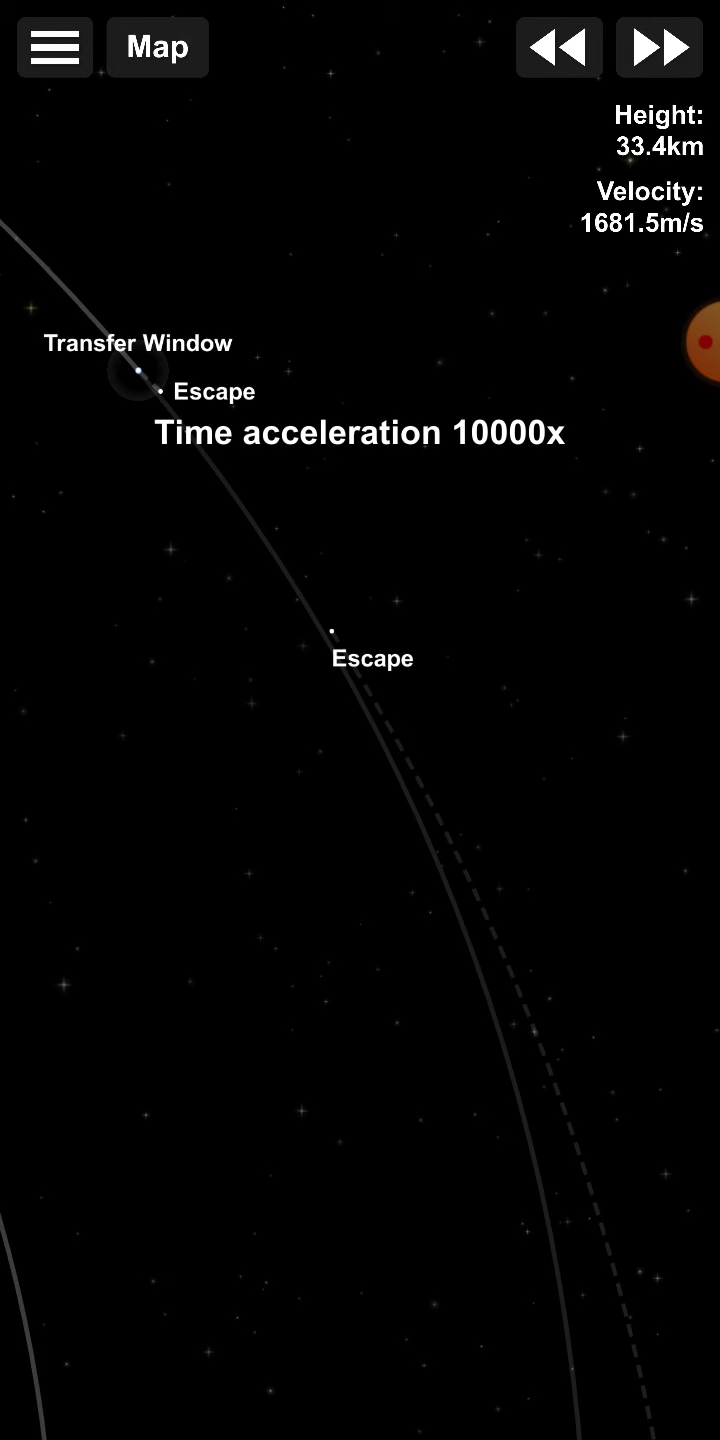 Map
Height:
33.4km
Velocity:
1681.5m/s
Transfer Window
Escape
Time acceleration 10000x
Escape